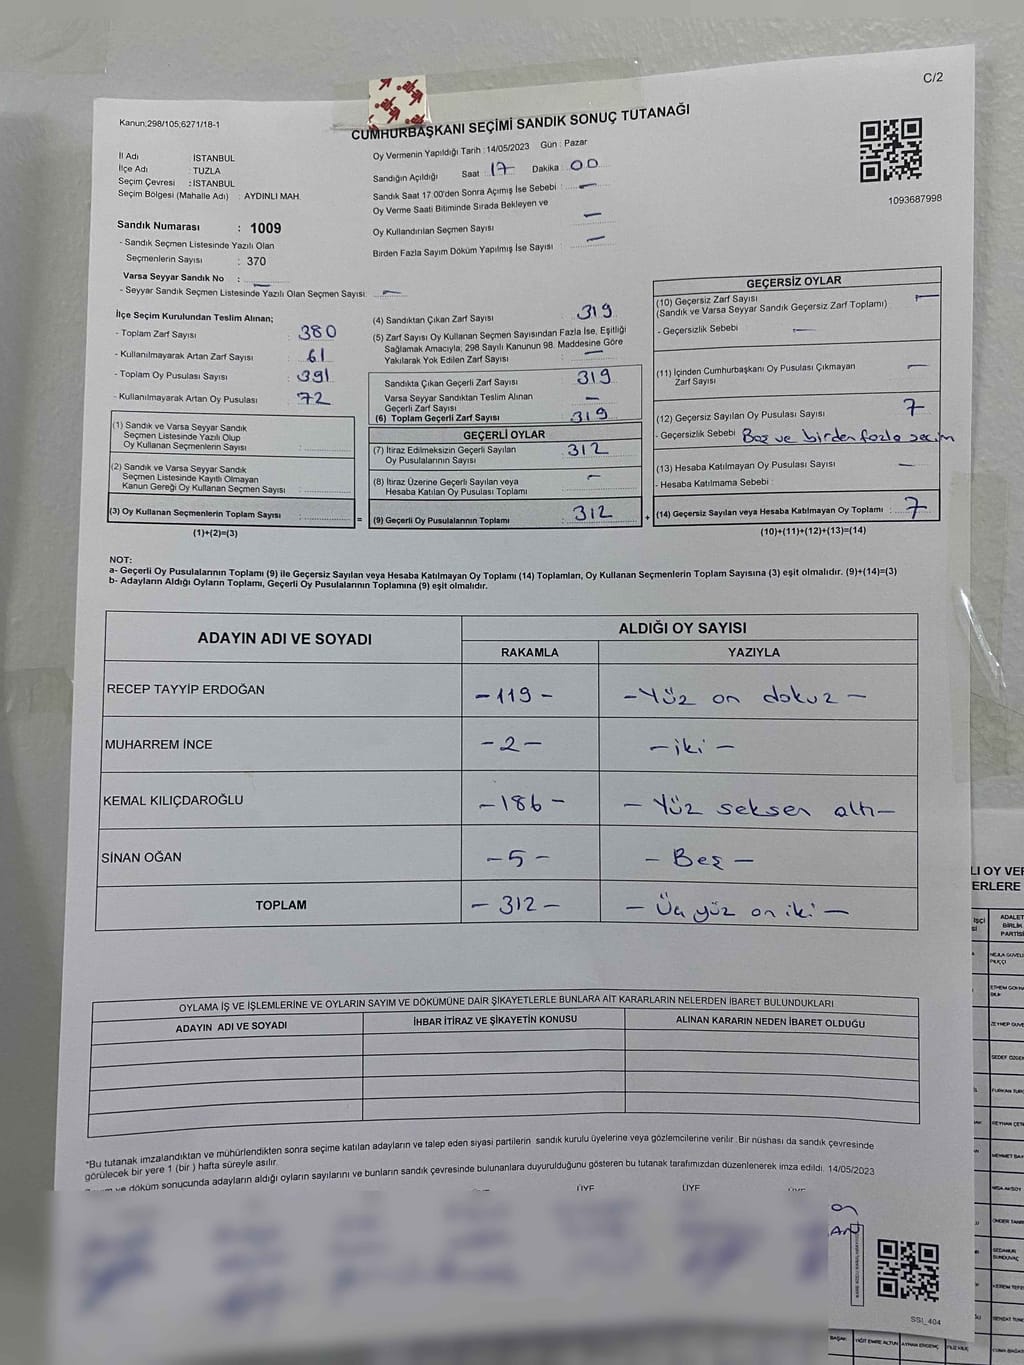 C/2
Kanun;298/105;6271/18-1
CUMHURBAŞKANI SEÇİMİ SANDIK SONUÇ TUTANAĞI
İl Adı : İSTANBUL
İlçe Adı : TUZLA
Seçim Çevresi : İSTANBUL
Seçim Bölgesi (Mahalle Adı) : AYDINLI MAH.
Oy Vermenin Yapıldığı Tarih : 14/05/2023 Gün : Pazar
Sandığın Açıldığı Saat : 17 Dakika : 00
Sandık Saat 17:00'den Sonra Açımış İse Sebebi : —
Oy Verme Saati Bitiminde Sırada Bekleyen ve
Oy Kullandırılan Seçmen Sayısı —
Birden Fazla Sayım Döküm Yapılmış İse Sayısı : —
1093687998
Sandık Numarası : 1009
- Sandık Seçmen Listesinde Yazılı Olan
Seçmenlerin Sayısı : 370
Varsa Seyyar Sandık No : —
- Seyyar Sandık Seçmen Listesinde Yazılı Olan Seçmen Sayısı: —
İlçe Seçim Kurulundan Teslim Alınan;
- Toplam Zarf Sayısı : 380
- Kullanılmayarak Artan Zarf Sayısı : 61
- Toplam Oy Pusulası Sayısı : 391
- Kullanılmayarak Artan Oy Pusulası : 72
(1) Sandık ve Varsa Seyyar Sandık
Seçmen Listesinde Yazılı Olup
Oy Kullanan Seçmenlerin Sayısı :
(2) Sandık ve Varsa Seyyar Sandık
Seçmen Listesinde Kayıtlı Olmayan
Kanun Gereği Oy Kullanan Seçmen Sayısı :
(3) Oy Kullanan Seçmenlerin Toplam Sayısı :
(1)+(2)=(3)
(4) Sandıktan Çıkan Zarf Sayısı : 319
(5) Zarf Sayısı Oy Kullanan Seçmen Sayısından Fazla İse, Eşitliği
Sağlamak Amacıyla, 298 Sayılı Kanunun 98. Maddesine Göre
Yakılarak Yok Edilen Zarf Sayısı : —
Sandıkta Çıkan Geçerli Zarf Sayısı : 319
Varsa Seyyar Sandıktan Teslim Alınan
Geçerli Zarf Sayısı : —
(6) Toplam Geçerli Zarf Sayısı : 319
GEÇERLİ OYLAR
(7) İtiraz Edilmeksizin Geçerli Sayılan
Oy Pusulalarının Sayısı : 312
(8) İtiraz Üzerine Geçerli Sayılan veya
Hesaba Katılan Oy Pusulası Toplamı : —
= (9) Geçerli Oy Pusulalarının Toplamı : 312
GEÇERSİZ OYLAR
(10) Geçersiz Zarf Sayısı : —
(Sandık ve Varsa Seyyar Sandık Geçersiz Zarf Toplamı)
- Geçersizlik Sebebi : —
(11) İçinden Cumhurbaşkanı Oy Pusulası Çıkmayan
Zarf Sayısı : —
(12) Geçersiz Sayılan Oy Pusulası Sayısı : 7
- Geçersizlik Sebebi : Boş ve birden fazla seçim
(13) Hesaba Katılmayan Oy Pusulası Sayısı : —
- Hesaba Katılmama Sebebi :
+ (14) Geçersiz Sayılan veya Hesaba Katılmayan Oy Toplamı : 7
(10)+(11)+(12)+(13)=(14)
NOT:
a- Geçerli Oy Pusulalarının Toplamı (9) ile Geçersiz Sayılan veya Hesaba Katılmayan Oy Toplamı (14) Toplamları, Oy Kullanan Seçmenlerin Toplam Sayısına (3) eşit olmalıdır. (9)+(14)=(3)
b- Adayların Aldığı Oyların Toplamı, Geçerli Oy Pusulalarının Toplamına (9) eşit olmalıdır.
ADAYIN ADI VE SOYADI
ALDIĞI OY SAYISI
RAKAMLA YAZIYLA
RECEP TAYYİP ERDOĞAN -119- -Yüz on dokuz-
MUHARREM İNCE -2- -iki-
KEMAL KILIÇDAROĞLU -186- -Yüz seksen altı-
SİNAN OĞAN -5- -Beş-
TOPLAM -312- -Üç yüz on iki-
OYLAMA İŞ VE İŞLEMLERİNE VE OYLARIN SAYIM VE DÖKÜMÜNE DAİR ŞİKAYETLERLE BUNLARA AİT KARARLARIN NELERDEN İBARET BULUNDUKLARI
ADAYIN ADI VE SOYADI İHBAR İTİRAZ VE ŞİKAYETİN KONUSU ALINAN KARARIN NEDEN İBARET OLDUĞU
*Bu tutanak imzalandıktan ve mühürlendikten sonra seçime katılan adayların ve talep eden siyasi partilerin sandık kurulu üyelerine veya gözlemcilerine verilir. Bir nüshası da sandık çevresinde
görülecek bir yere 1 (bir) hafta süreyle asılır.
ve döküm sonucunda adayların aldığı oyların sayılarını ve bunların sandık çevresinde bulunanlara duyurulduğunu gösteren bu tutanak tarafımızdan düzenlenerek imza edildi. 14/05/2023
ÜYE ÜYE
SSI_404
LI OY VER
ERLERE
ADALET
BİRLİK
PARTİSİ